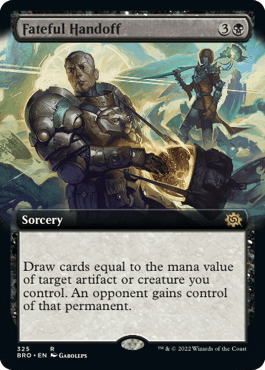 Fateful Handoff 3
Sorcery
Draw cards equal to the mana value
of target artifact or creature you
control. An opponent gains control
of that permanent.
325 R
BRO • EN GABOLEPS
™ & © 2022 Wizards of the Coast